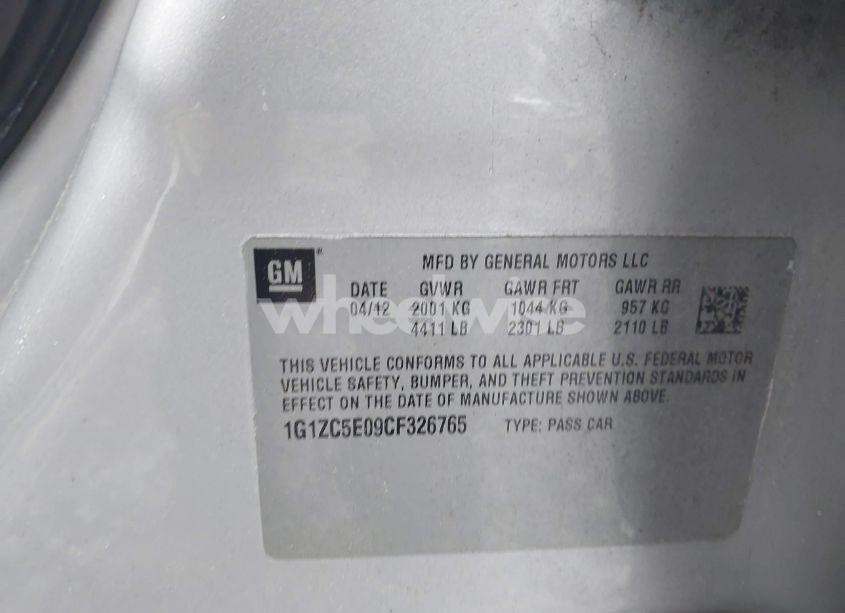 GM
MFD BY GENERAL MOTORS LLC
DATE GVWR GAWR FRT GAWR RR
04/12 2001 KG 1044 KG 957 KG
4411 LB 2301 LB 2110 LB
wheelwire
THIS VEHICLE CONFORMS TO ALL APPLICABLE U.S. FEDERAL MOTOR
VEHICLE SAFETY, BUMPER, AND THEFT PREVENTION STANDARDS IN
EFFECT ON THE DATE OF MANUFACTURE SHOWN ABOVE.
1G1ZC5E09CF326765 TYPE: PASS CAR